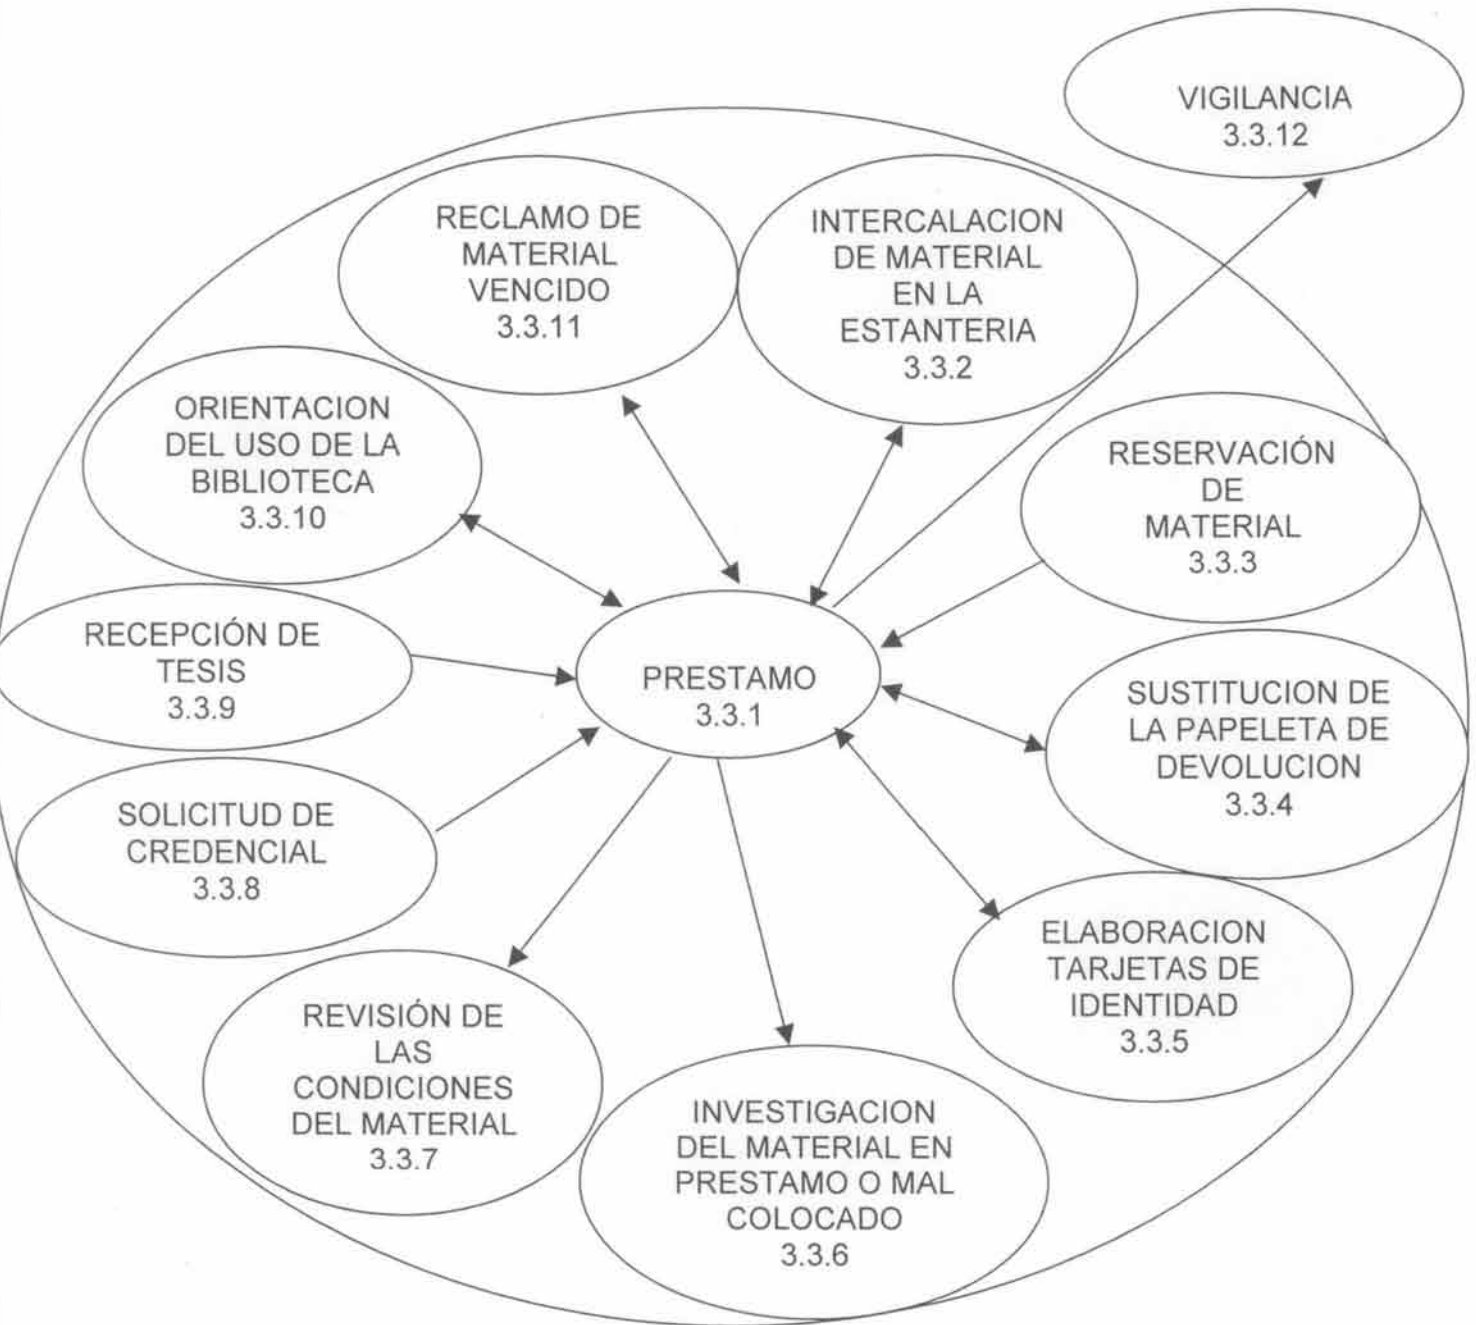 VIGILANCIA
3.3.12
RECLAMO DE
MATERIAL
VENCIDO
3.3.11
INTERCALACION
DE MATERIAL
EN LA
ESTANTERIA
3.3.2
ORIENTACION
DEL USO DE LA
BIBLIOTECA
3.3.10
RESERVACIÓN
DE
MATERIAL
3.3.3
RECEPCIÓN DE
TESIS
3.3.9
PRESTAMO
3.3.1
SUSTITUCION DE
LA PAPELETA DE
DEVOLUCION
3.3.4
SOLICITUD DE
CREDENCIAL
3.3.8
ELABORACION
TARJETAS DE
IDENTIDAD
3.3.5
REVISIÓN DE
LAS
CONDICIONES
DEL MATERIAL
3.3.7
INVESTIGACION
DEL MATERIAL EN
PRESTAMO O MAL
COLOCADO
3.3.6